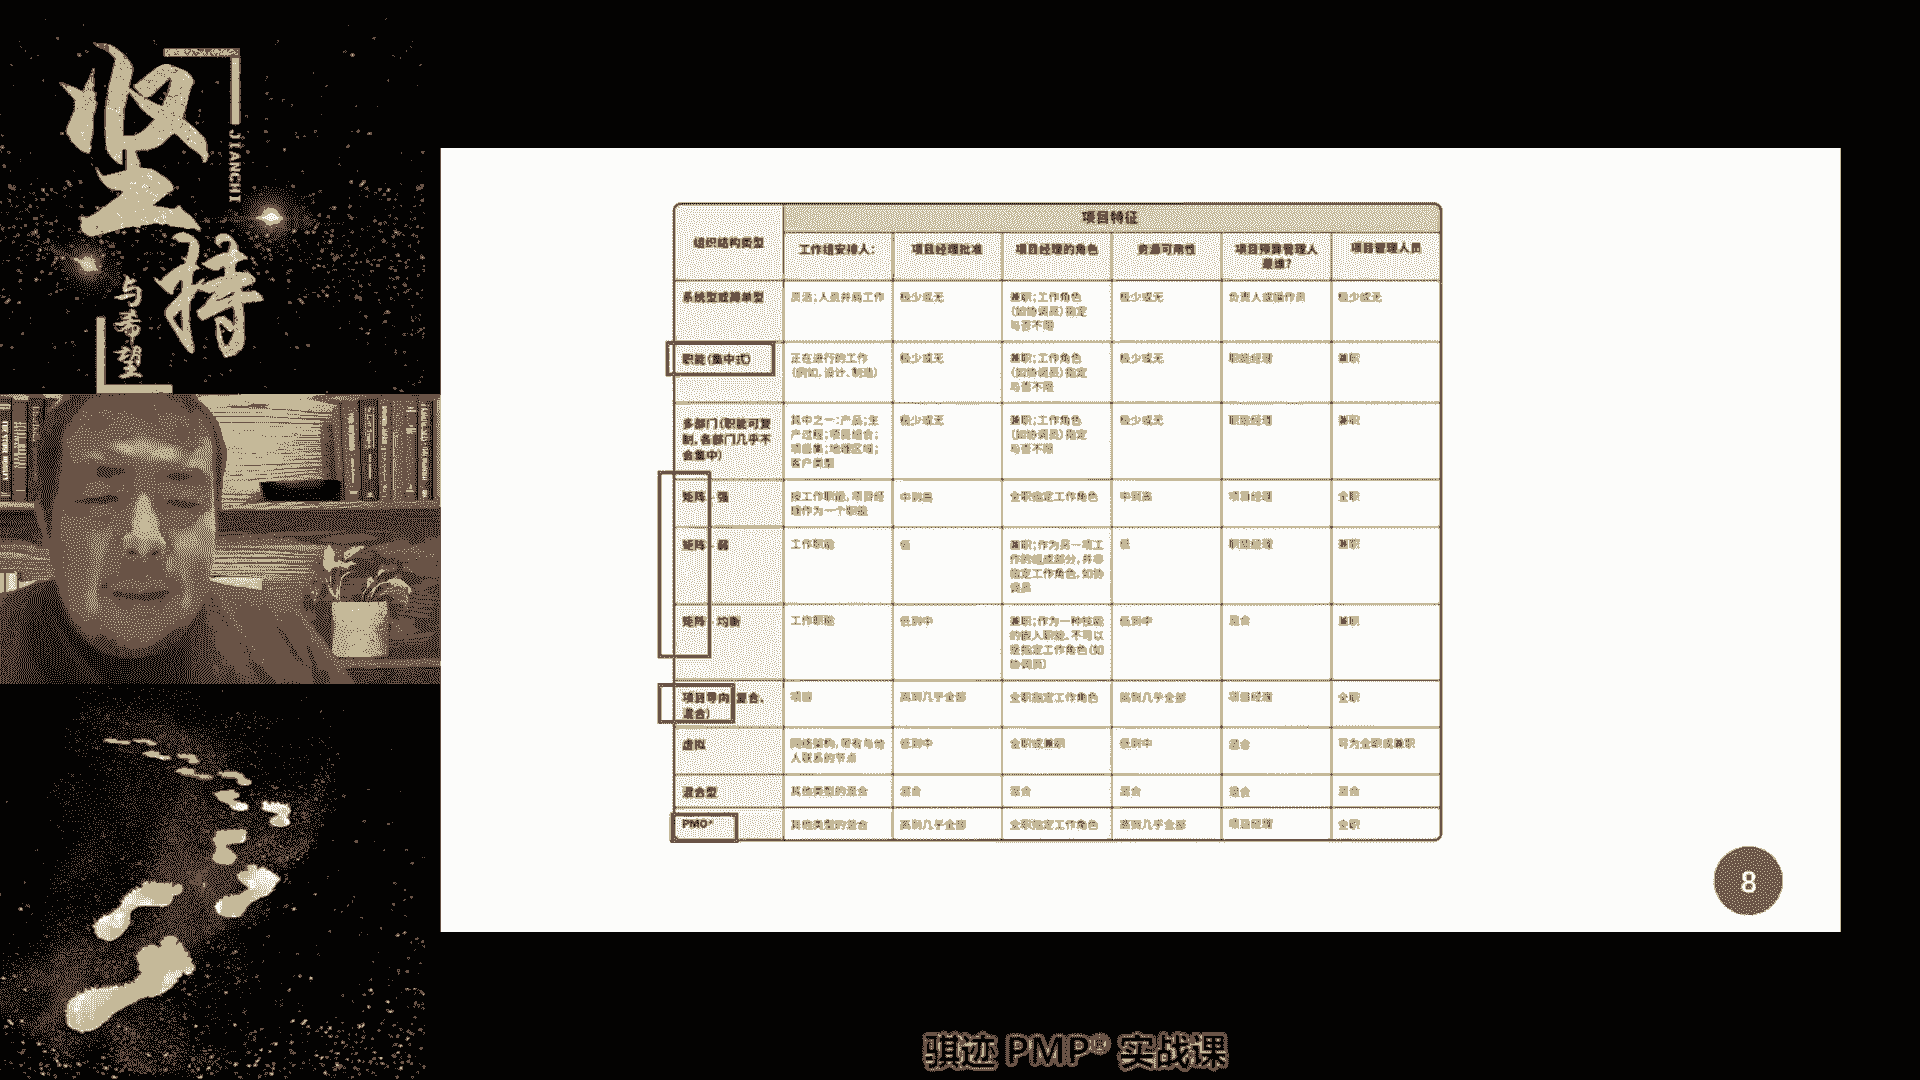 坚持
JIANCHI
与希望
项目特征
组织结构类型
工作组安排人:
项目经理批准
项目经理的角色
资源可用性
项目预算管理人
是谁?
项目管理人员
系统型或简单型
灵活;人员并肩工作
极少或无
兼职;工作角色
(如协调员)指定
与否不限
极少或无
负责人或操作员
极少或无
职能(集中式)
正在进行的工作
(例如,设计、制造)
极少或无
兼职;工作角色
(如协调员)指定
与否不限
极少或无
职能经理
兼职
多部门(职能可复
制,各部门几乎不
会集中)
其中之一:产品;生
产过程;项目组合;
项目集;地理区域;
客户类型
极少或无
兼职;工作角色
(如协调员)指定
与否不限
极少或无
职能经理
兼职
矩阵 - 强
按工作职能,项目经
理作为一个职能
中到高
全职指定工作角色
中到高
项目经理
全职
矩阵 - 弱
工作职能
低
兼职;作为另一项工
作的组成部分,并非
指定工作角色,如协
调员
低
职能经理
兼职
矩阵 - 均衡
工作职能
低到中
兼职;作为一种技能
的嵌入职能,不可以
是指定工作角色(如
协调员)
低到中
混合
兼职
项目导向(复合、
混合)
项目
高到几乎全部
全职指定工作角色
高到几乎全部
项目经理
全职
虚拟
网络结构,带有与他
人联系的节点
低到中
全职或兼职
低到中
混合
可为全职或兼职
混合型
其他类型的混合
混合
混合
混合
混合
混合
PMO*
其他类型的混合
高到几乎全部
全职指定工作角色
高到几乎全部
项目经理
全职
8
骐迹 PMP® 实战课